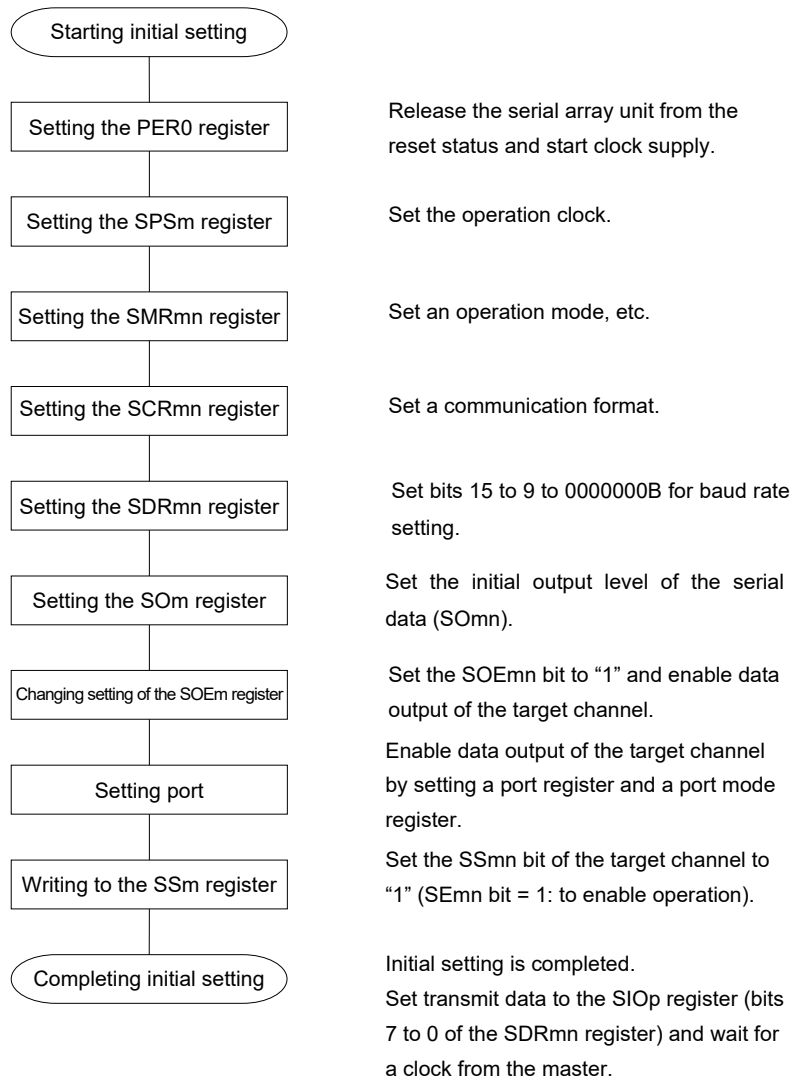 Starting initial setting
Setting the PER0 register
Release the serial array unit from the
reset status and start clock supply.
Setting the SPSm register
Set the operation clock.
Setting the SMRmn register
Set an operation mode, etc.
Setting the SCRmn register
Set a communication format.
Setting the SDRmn register
Set bits 15 to 9 to 0000000B for baud rate
setting.
Setting the SOm register
Set the initial output level of the serial
data (SOmn).
Changing setting of the SOEm register
Set the SOEmn bit to “1” and enable data
output of the target channel.
Setting port
Enable data output of the target channel
by setting a port register and a port mode
register.
Writing to the SSm register
Set the SSmn bit of the target channel to
“1” (SEmn bit = 1: to enable operation).
Completing initial setting
Initial setting is completed.
Set transmit data to the SIOp register (bits
7 to 0 of the SDRmn register) and wait for
a clock from the master.